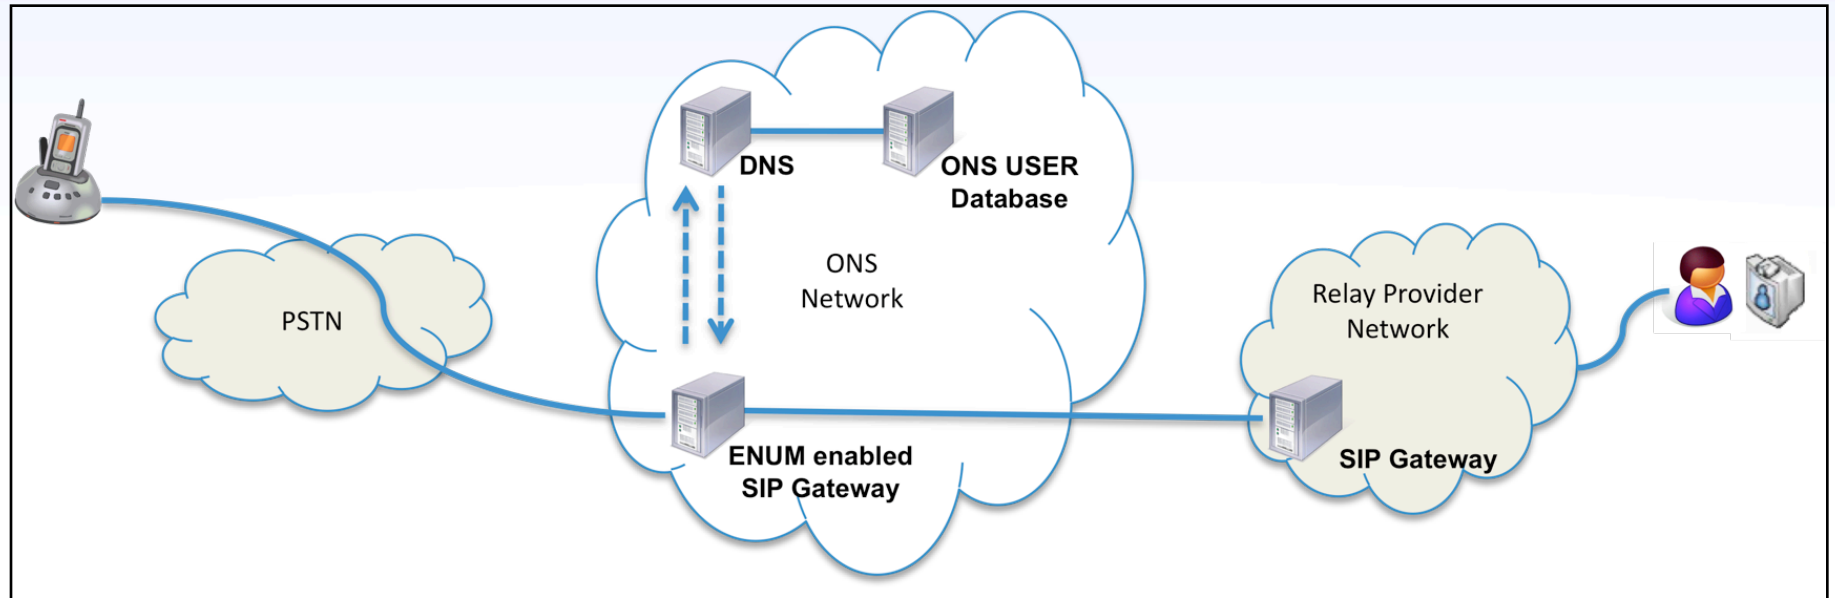 DNS
ONS USER
Database
ONS
Network
PSTN
Relay Provider
Network
ENUM enabled
SIP Gateway
SIP Gateway